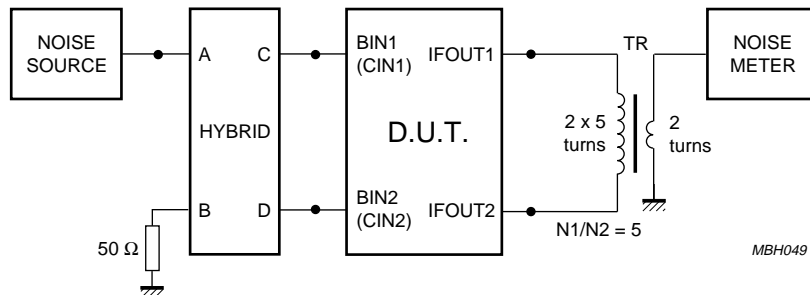 NOISE
SOURCE
A
C
HYBRID
B
D
50 Ω
BIN1
(CIN1)
IFOUT1
D.U.T.
BIN2
(CIN2)
IFOUT2
TR
2 x 5
turns
2
turns
N1/N2 = 5
NOISE
METER
MBH049